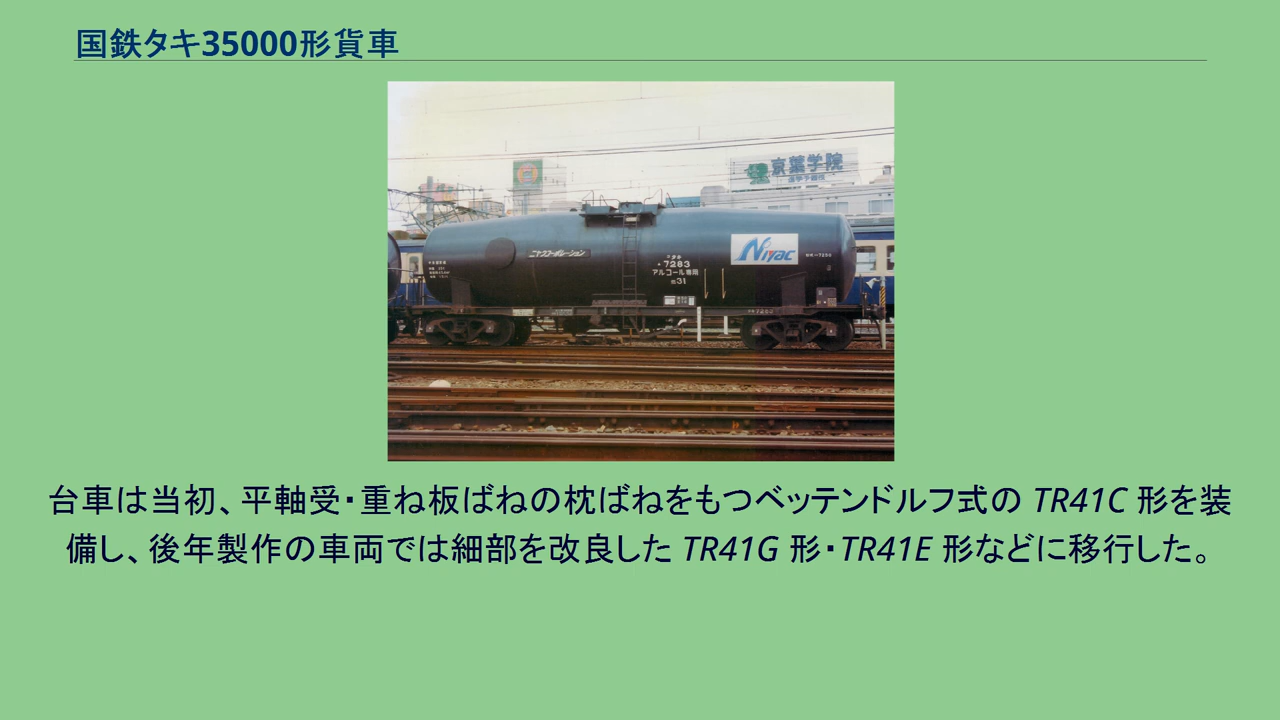 国鉄タキ35000形貨車
京葉学院
ニヤクコーポレーション
Niyac
コタキ
7283
アルコール専用
台車は当初、平軸受・重ね板ばねの枕ばねをもつベッテンドルフ式の TR41C 形を装
備し、後年製作の車両では細部を改良した TR41G 形・TR41E 形などに移行した。